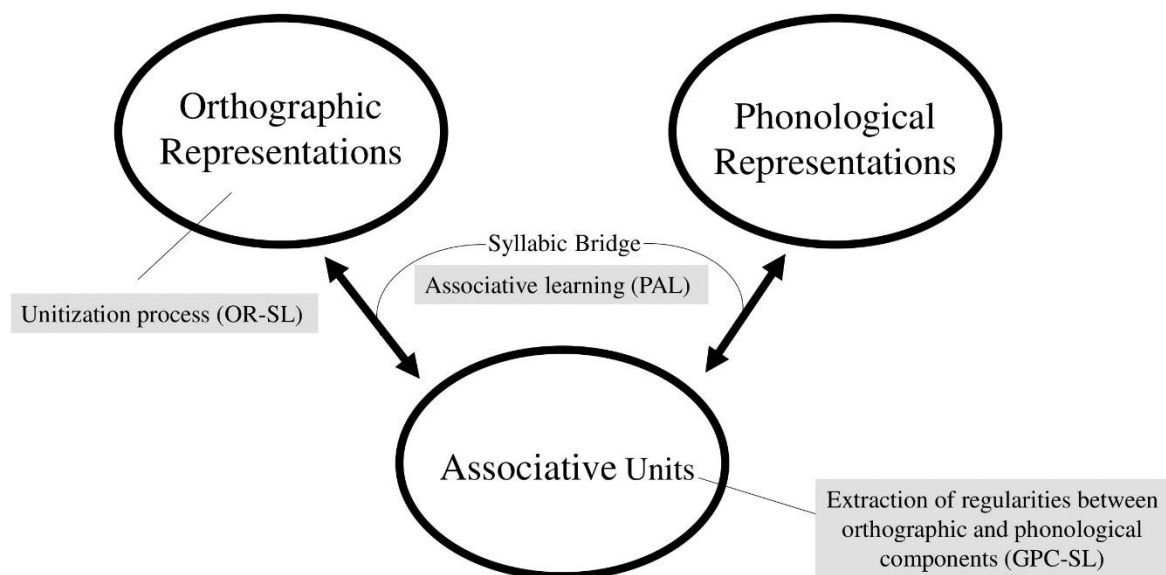 Orthographic
Representations
Phonological
Representations
Syllabic Bridge
Associative learning (PAL)
Unitization process (OR-SL)
Associative Units
Extraction of regularities between
orthographic and phonological
components (GPC-SL)